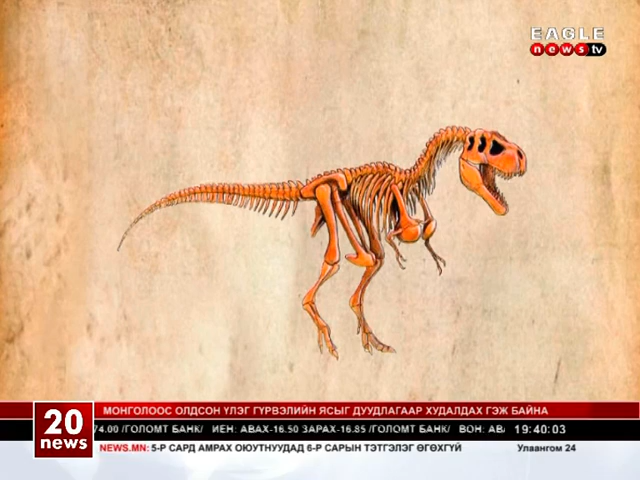 EAGLE
news tv
МОНГОЛООС ОЛДСОН ҮЛЭГ ГҮРВЭЛИЙН ЯСЫГ ДУУДЛАГААР ХУДАЛДАХ ГЭЖ БАЙНА
20 news
74.00 /ГОЛОМТ БАНК/ ИЕН: АВАХ-16.50 ЗАРАХ-16.85 /ГОЛОМТ БАНК/ ВОН: АВА 19:40:03
NEWS.MN: 5-Р САРД АМРАХ ОЮУТНУУДАД 6-Р САРЫН ТЭТГЭЛЭГ ӨГӨХГҮЙ Улаангом 24